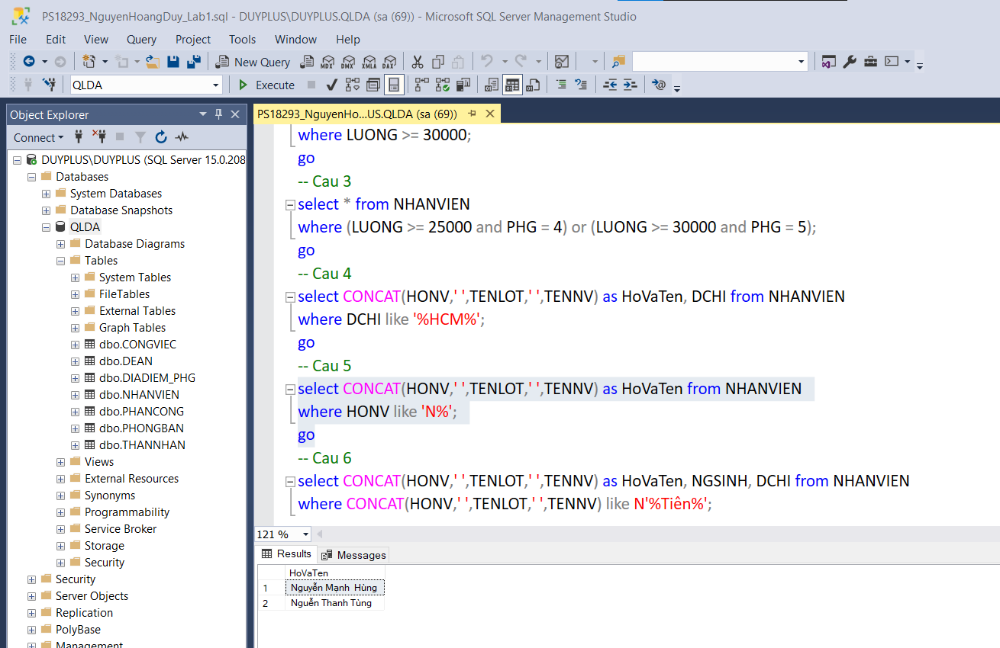 PS18293_NguyenHoangDuy_Lab1.sql - DUYPLUS\DUYPLUS.QLDA (sa (69)) - Microsoft SQL Server Management Studio
File Edit View Query Project Tools Window Help
New Query MDX DMX XMLA DAX
QLDA Execute
Object Explorer
Connect
DUYPLUS\DUYPLUS (SQL Server 15.0.208
Databases
System Databases
Database Snapshots
QLDA
Database Diagrams
Tables
System Tables
FileTables
External Tables
Graph Tables
dbo.CONGVIEC
dbo.DEAN
dbo.DIADIEM_PHG
dbo.NHANVIEN
dbo.PHANCONG
dbo.PHONGBAN
dbo.THANNHAN
Views
External Resources
Synonyms
Programmability
Service Broker
Storage
Security
Security
Server Objects
Replication
PolyBase
Management
PS18293_NguyenHo...US.QLDA (sa (69))
where LUONG >= 30000;
go
-- Cau 3
select * from NHANVIEN
where (LUONG >= 25000 and PHG = 4) or (LUONG >= 30000 and PHG = 5);
go
-- Cau 4
select CONCAT(HONV,' ',TENLOT,' ',TENNV) as HoVaTen, DCHI from NHANVIEN
where DCHI like '%HCM%';
go
-- Cau 5
select CONCAT(HONV,' ',TENLOT,' ',TENNV) as HoVaTen from NHANVIEN
where HONV like 'N%';
go
-- Cau 6
select CONCAT(HONV,' ',TENLOT,' ',TENNV) as HoVaTen, NGSINH, DCHI from NHANVIEN
where CONCAT(HONV,' ',TENLOT,' ',TENNV) like N'%Tiên%';
121 %
Results Messages
HoVaTen
1 Nguyễn Mạnh  Hùng
2 Nguễn Thanh Tùng